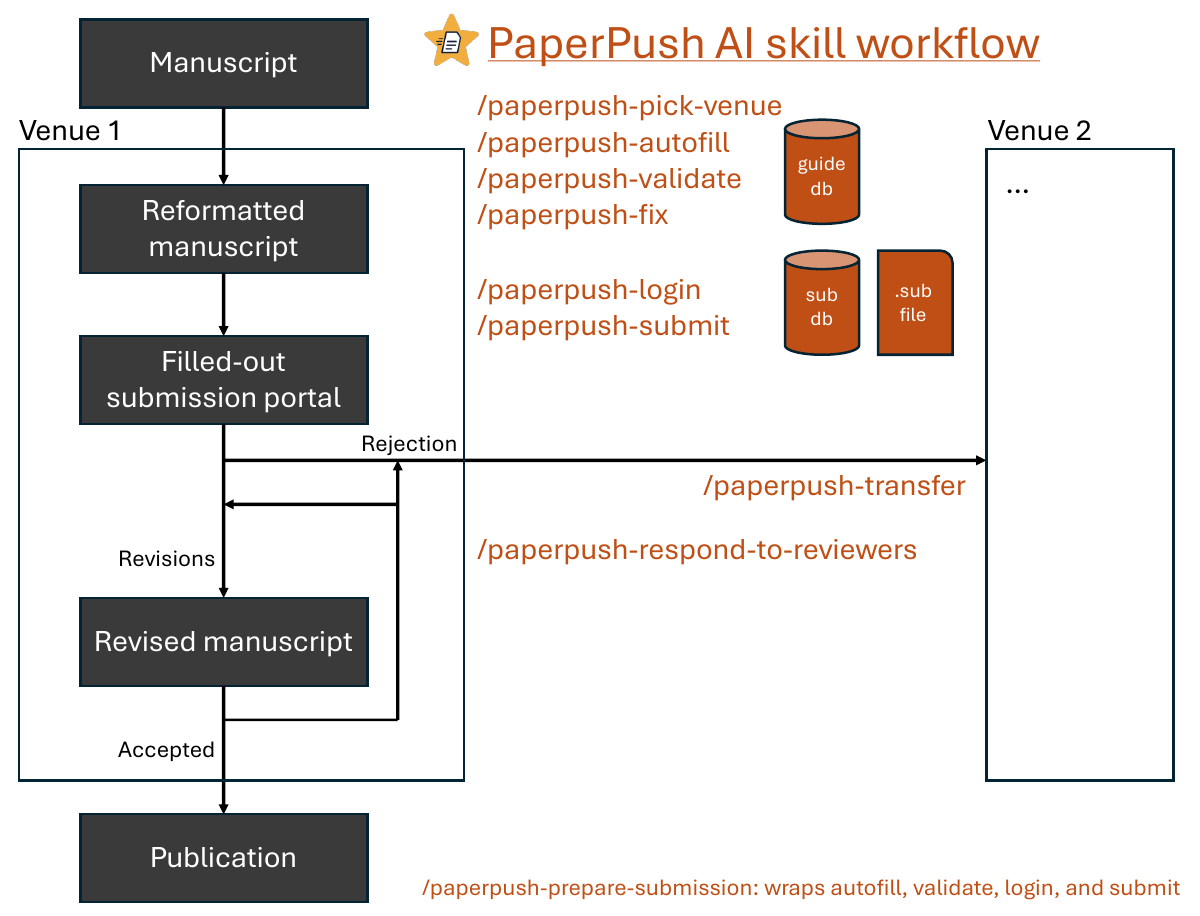 PaperPush AI skill workflow
Manuscript
Venue 1
Reformatted
manuscript
Filled-out
submission portal
Rejection
Revisions
Revised manuscript
Accepted
Publication
/paperpush-pick-venue
/paperpush-autofill
/paperpush-validate
/paperpush-fix
guide
db
/paperpush-login
/paperpush-submit
sub
db
.sub
file
/paperpush-transfer
/paperpush-respond-to-reviewers
Venue 2
...
/paperpush-prepare-submission: wraps autofill, validate, login, and submit